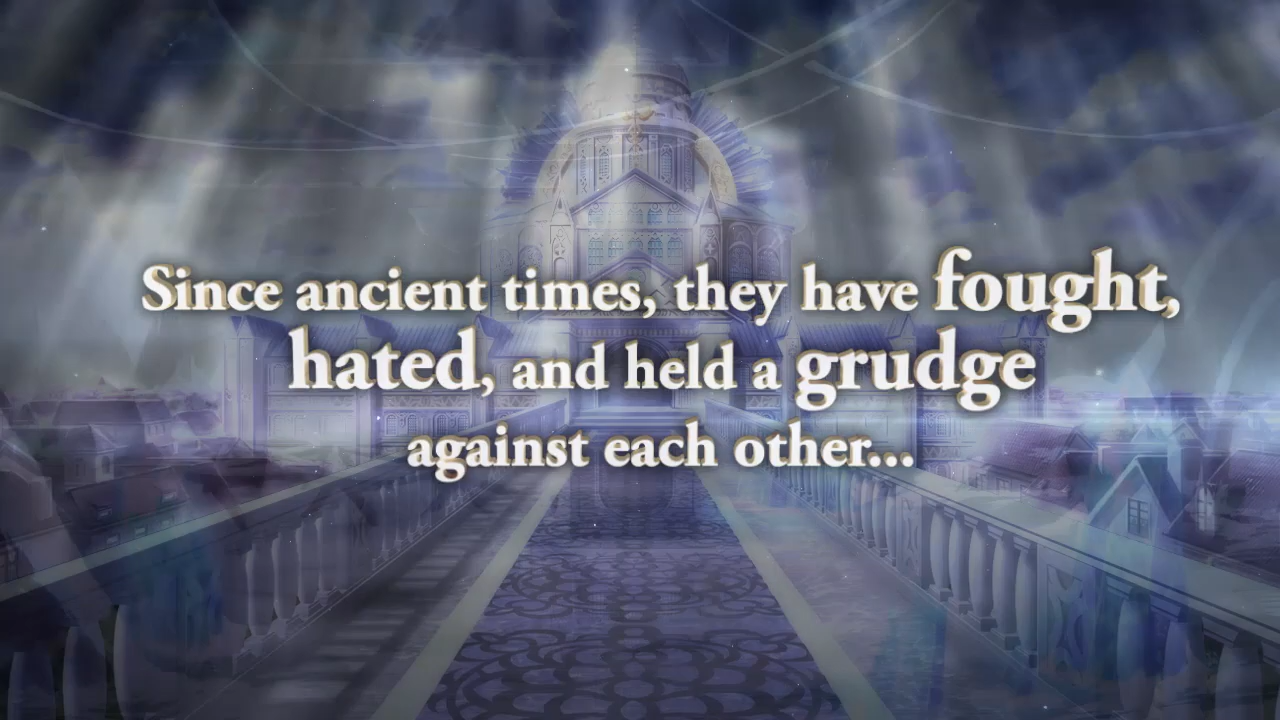 Since ancient times, they have fought,
hated, and held a grudge
against each other...